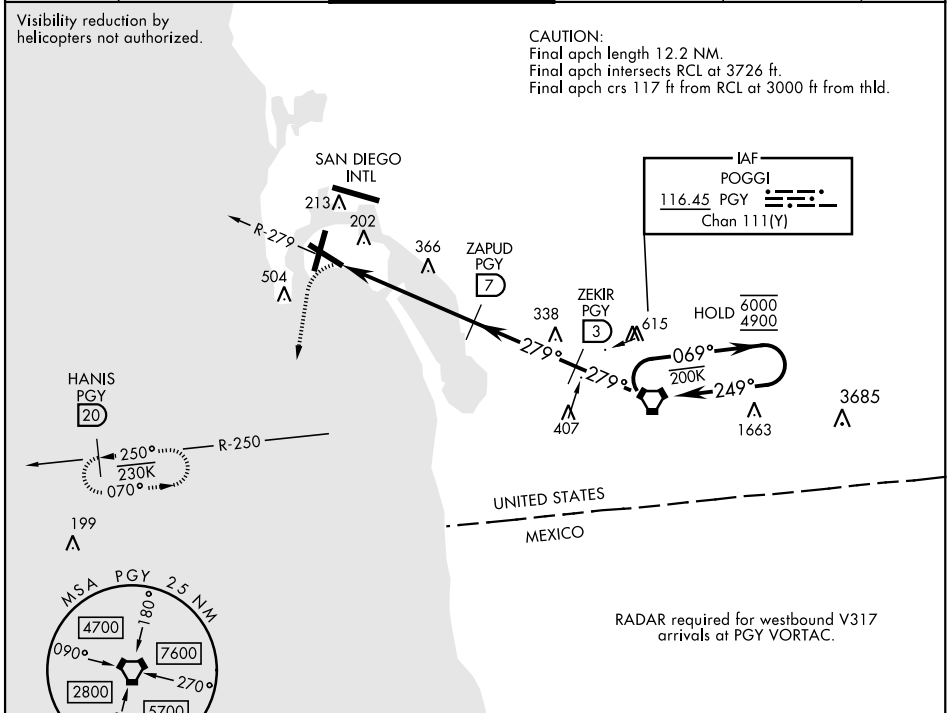 Visibility reduction by
helicopters not authorized.
CAUTION:
Final apch length 12.2 NM.
Final apch intersects RCL at 3726 ft.
Final apch crs 117 ft from RCL at 3000 ft from thld.
SAN DIEGO
INTL
213
202
R-279
504
366
ZAPUD
PGY
7
338
ZEKIR
PGY
3
615
IAF
POGGI
116.45 PGY
Chan 111(Y)
HOLD 6000
4900
069°
200K
249°
279°
279°
407
1663
3685
HANIS
PGY
20
R-250
250°
230K
070°
199
UNITED STATES
MEXICO
RADAR required for westbound V317
arrivals at PGY VORTAC.
MSA PGY 25 NM
180°
4700
090°
7600
270°
2800
5700